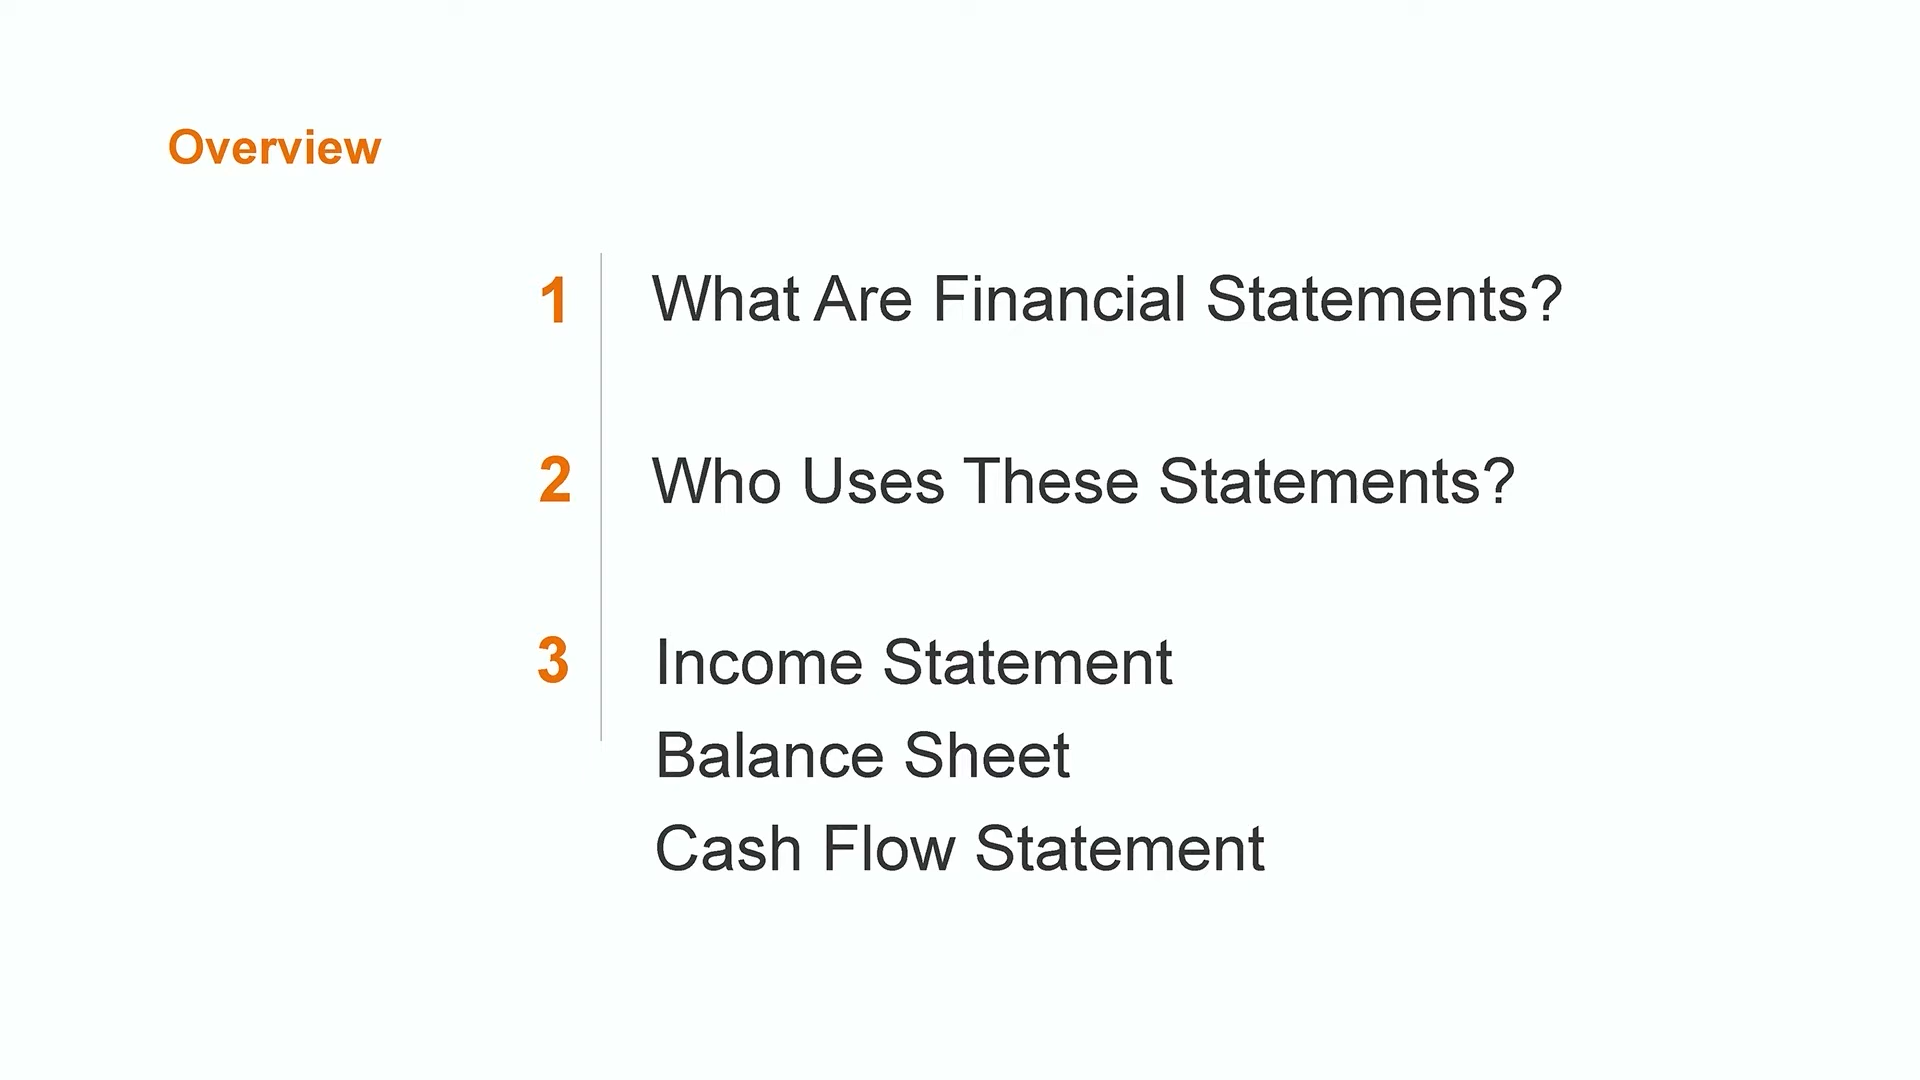 Overview
1 What Are Financial Statements?
2 Who Uses These Statements?
3 Income Statement
Balance Sheet
Cash Flow Statement